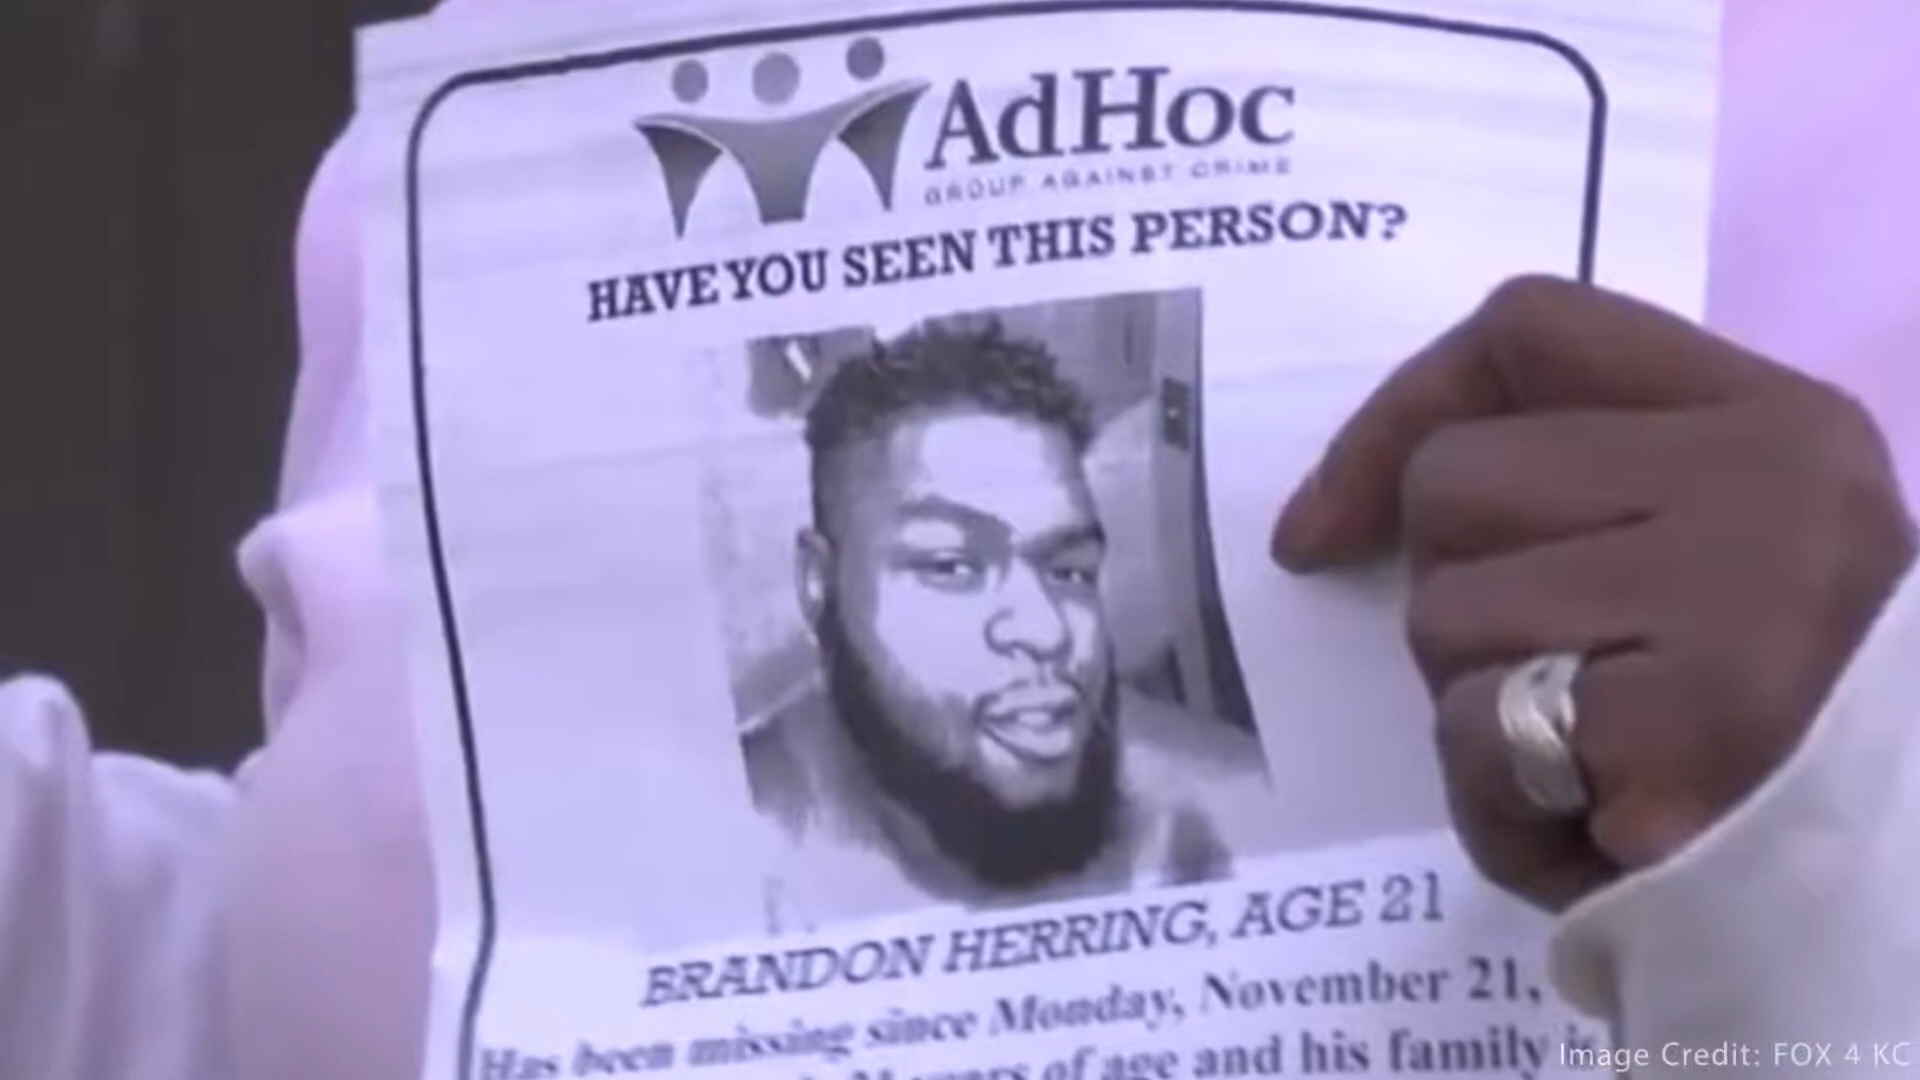 AdHoc
GROUP AGAINST CRIME
HAVE YOU SEEN THIS PERSON?
BRANDON HERRING, AGE 21
Has been missing since Monday, November 21,
years of age and his family
Image Credit: FOX 4 KC